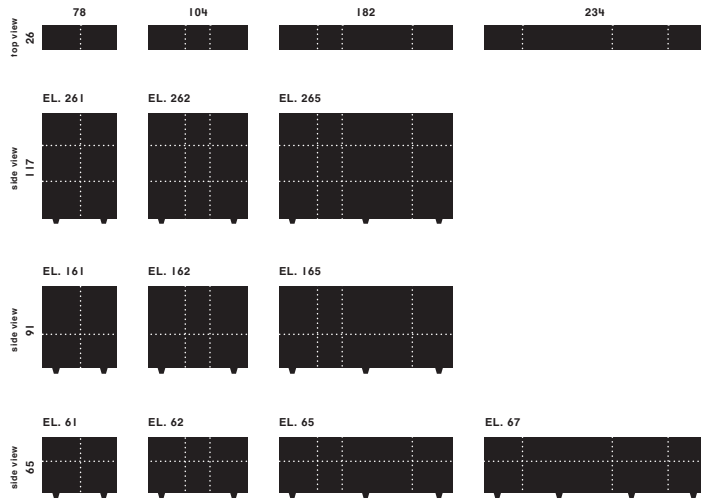 78 104 182 234
top view
26
EL. 261 EL. 262 EL. 265
side view
117
EL. 161 EL. 162 EL. 165
side view
91
EL. 61 EL. 62 EL. 65 EL. 67
side view
65